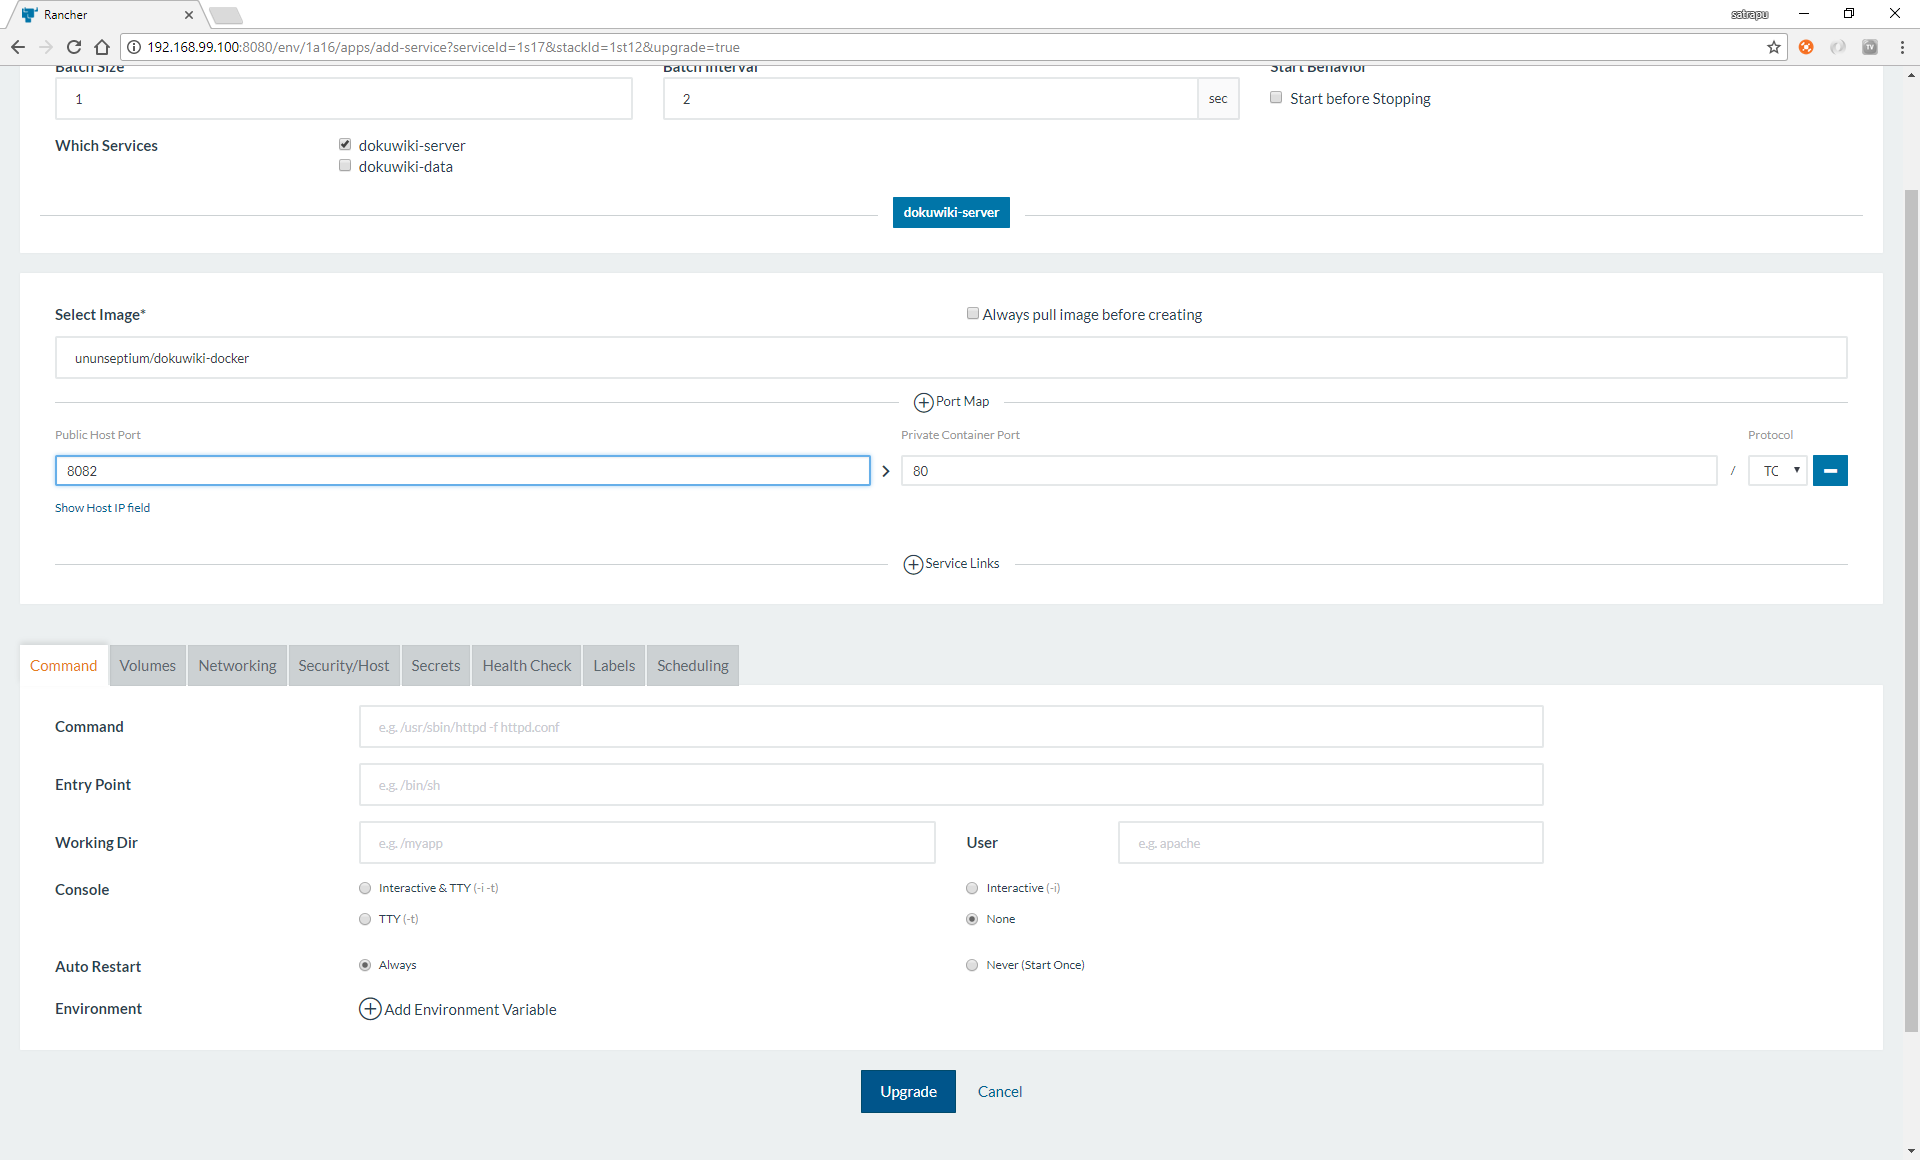 Rancher
satrapu
192.168.99.100:8080/env/1a16/apps/add-service?serviceId=1s17&stackId=1st12&upgrade=true
Batch Size
Batch Interval
Start Behavior
1
2
sec
Start before Stopping
Which Services
dokuwiki-server
dokuwiki-data
dokuwiki-server
Select Image*
Always pull image before creating
ununseptium/dokuwiki-docker
Port Map
Public Host Port
Private Container Port
Protocol
8082
80
/
TC
Show Host IP field
Service Links
Command
Volumes
Networking
Security/Host
Secrets
Health Check
Labels
Scheduling
Command
e.g. /usr/sbin/httpd -f httpd.conf
Entry Point
e.g. /bin/sh
Working Dir
e.g. /myapp
User
e.g. apache
Console
Interactive & TTY (-i -t)
Interactive (-i)
TTY (-t)
None
Auto Restart
Always
Never (Start Once)
Environment
Add Environment Variable
Upgrade
Cancel